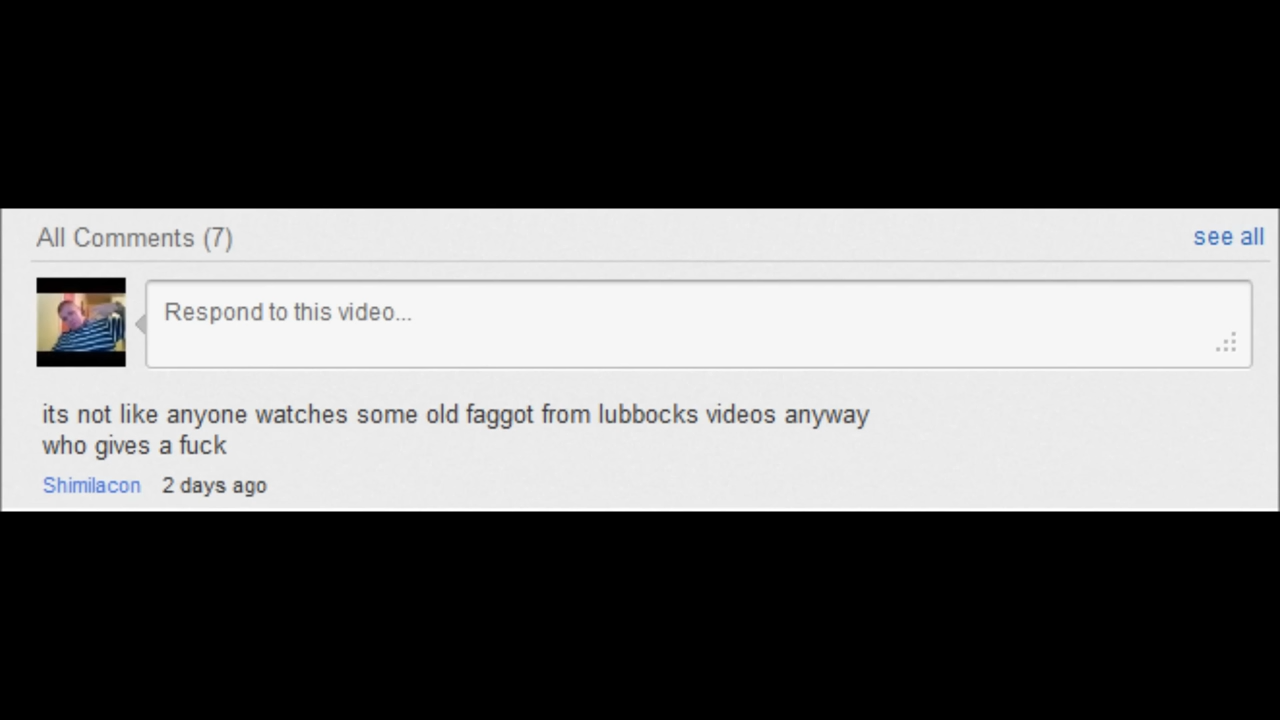 All Comments (7)
see all
Respond to this video...
its not like anyone watches some old faggot from lubbocks videos anyway
who gives a fuck
Shimilacon 2 days ago